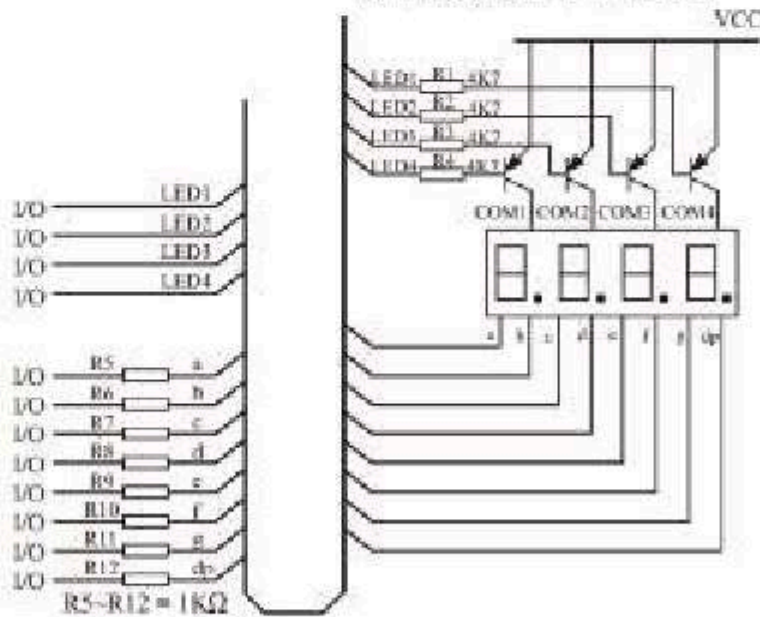 VCC
LED1 R1 4K7
LED2 R2 4K7
LED3 R3 4K7
LED4 R4 4K7
COM1 COM2 COM3 COM4
I/O LED1
I/O LED2
I/O LED3
I/O LED4
a b c d e f g dp
I/O R5 a
I/O R6 b
I/O R7 c
I/O R8 d
I/O R9 e
I/O R10 f
I/O R11 g
I/O R12 dp
R5~R12 = 1KΩ